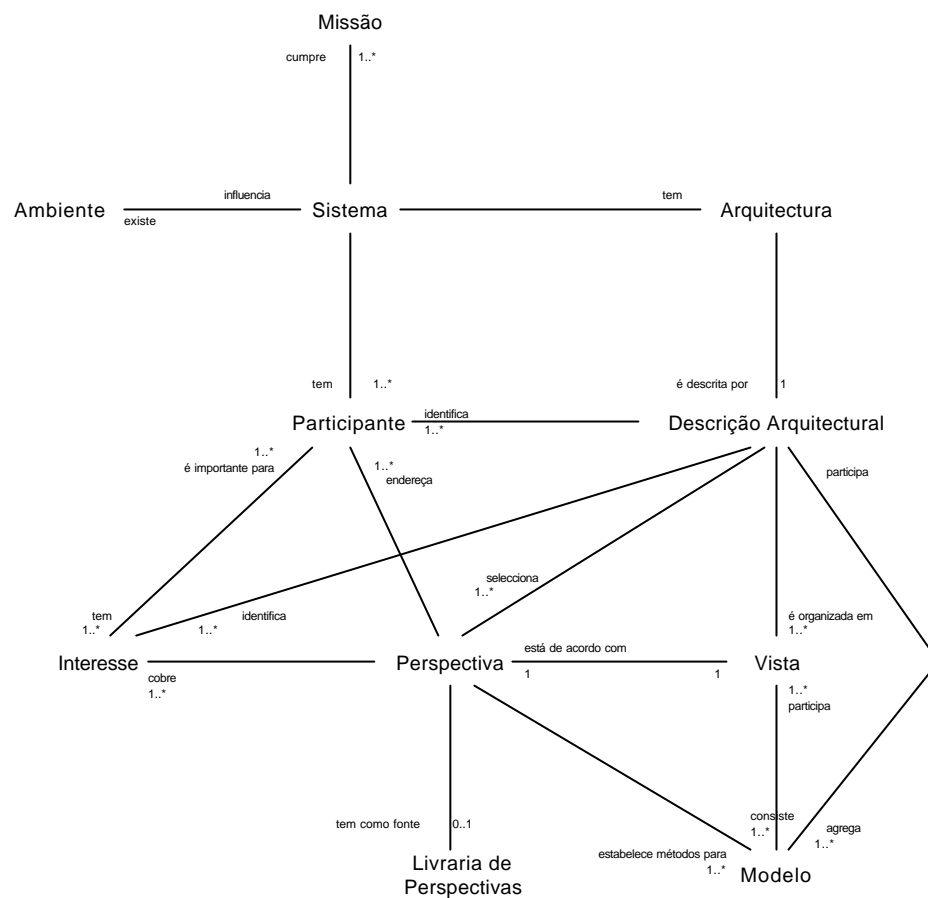 Missão
cumpre 1..*
influencia
tem
Ambiente Sistema Arquitectura
existe
tem 1..*
é descrita por 1
Participante identifica Descrição Arquitectural
1..*
1..*
é importante para
1..*
endereça
participa
selecciona
1..*
tem
1..*
identifica
1..*
é organizada em
1..*
está de acordo com
Interesse Perspectiva Vista
cobre
1..*
1 1
1..*
participa
tem como fonte 0..1
consiste
1..*
agrega
1..*
estabelece métodos para
1..*
Livraria de
Perspectivas
Modelo